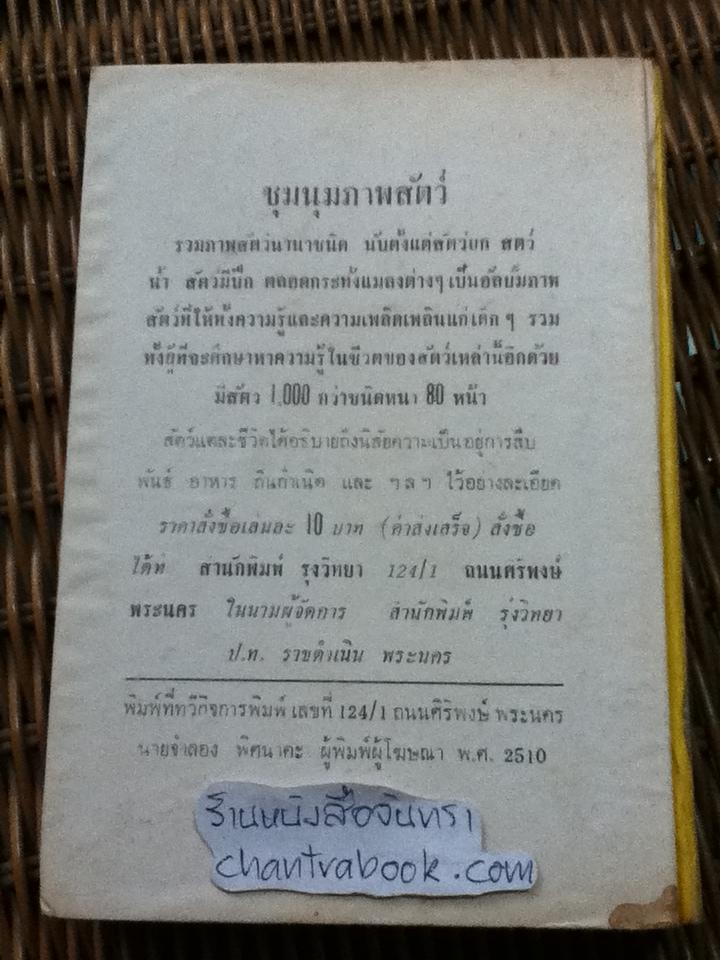 ชุมนุมภาพสัตว์
รวมภาพสัตว์นานาชนิด นับตั้งแต่สัตว์บก สัตว์
น้ำ สัตว์มีปีก ตลอดกระทั่งแมลงต่างๆ เป็นอัลบั้มภาพ
สัตว์ที่ให้ทั้งความรู้และความเพลิดเพลินแก่เด็ก ๆ รวม
ทั้งผู้ที่จะศึกษาหาความรู้ในชีวิตของสัตว์เหล่านี้อีกด้วย
มีสัตว์ 1,000 กว่าชนิดหนา 80 หน้า
สัตว์แต่ละชีวิตได้อธิบายถึงนิสัยความเป็นอยู่การสืบ
พันธุ์ อาหาร ถิ่นกำเนิด และ ฯลฯ ไว้อย่างละเอียด
ราคาสั่งซื้อเล่มละ 10 บาท (ค่าส่งเสร็จ) สั่งซื้อ
ได้ที่ สำนักพิมพ์ รุ่งวิทยา 124/1 ถนนศิริพงษ์
พระนคร ในนามผู้จัดการ สำนักพิมพ์ รุ่งวิทยา
ป.ท. ราชดำเนิน พระนคร
พิมพ์ที่ทวีกิจการพิมพ์ เลขที่ 124/1 ถนนศิริพงษ์ พระนคร
นายจำลอง พิศนาคะ ผู้พิมพ์ผู้โฆษณา พ.ศ. 2510
ร้านหนังสือจันทรา
chantrabook.com